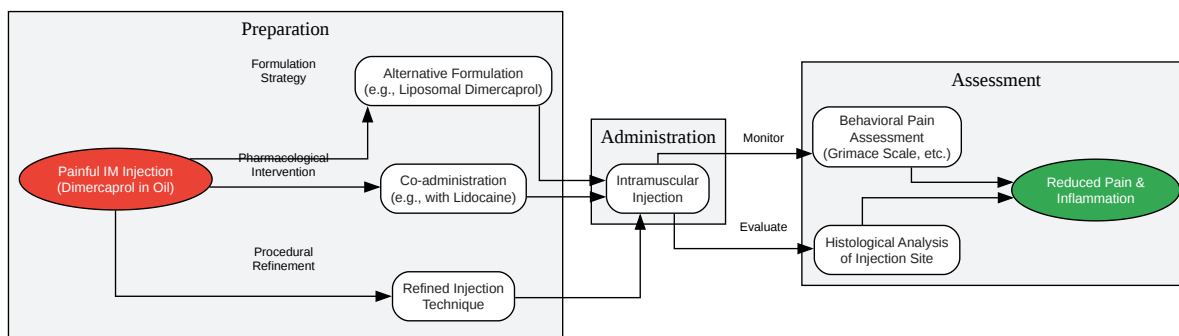 Preparation
Formulation
Strategy
Alternative Formulation
(e.g., Liposomal Dimercaprol)
Painful IM Injection
(Dimercaprol in Oil)
Pharmacological
Intervention
Co-administration
(e.g., with Lidocaine)
Procedural
Refinement
Refined Injection
Technique
Administration
Intramuscular
Injection
Monitor
Evaluate
Assessment
Behavioral Pain
Assessment
(Grimace Scale, etc.)
Histological Analysis
of Injection Site
Reduced Pain &
Inflammation